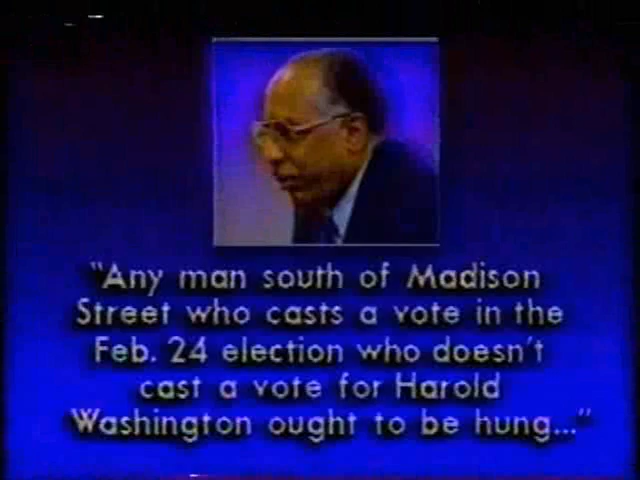 "Any man south of Madison
Street who casts a vote in the
Feb. 24 election who doesn't
cast a vote for Harold
Washington ought to be hung..."